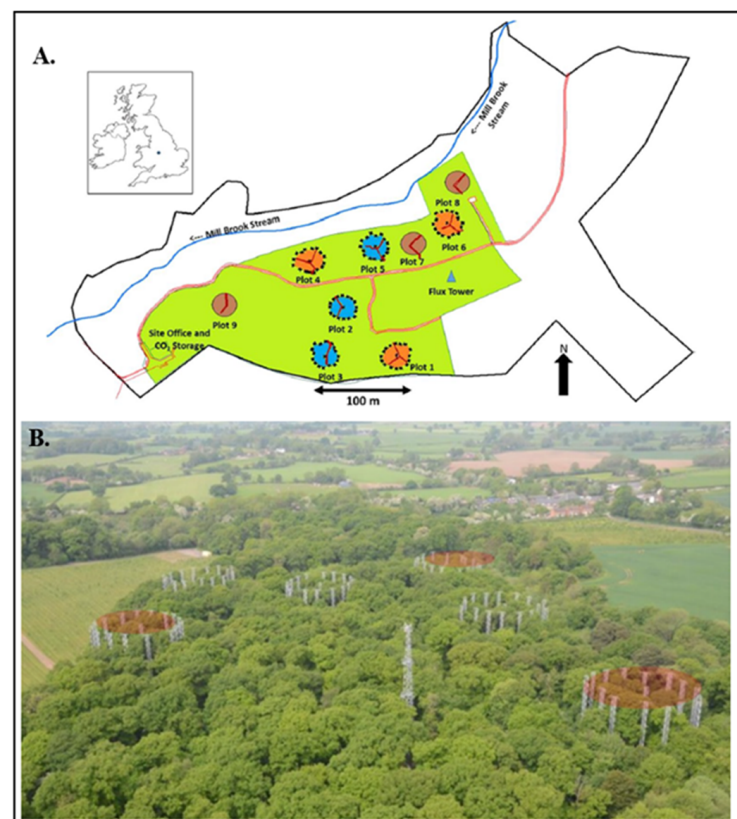 A.
<--- Mill Brook
Stream
<--- Mill Brook Stream
Plot 8
Plot 6
Plot 5
Plot 7
Plot 4
Flux Tower
Plot 9
Plot 2
Site Office and
CO₂ Storage
Plot 3
Plot 1
N
100 m
B.